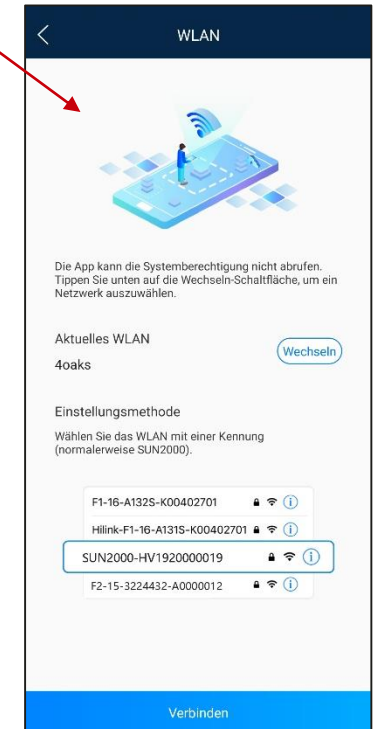 WLAN
Die App kann die Systemberechtigung nicht abrufen.
Tippen Sie unten auf die Wechseln-Schaltfläche, um ein
Netzwerk auszuwählen.
Aktuelles WLAN
Wechseln
4oaks
Einstellungsmethode
Wählen Sie das WLAN mit einer Kennung
(normalerweise SUN2000).
F1-16-A132S-K00402701
Hilink-F1-16-A131S-K00402701
SUN2000-HV1920000019
F2-15-3224432-A0000012
Verbinden